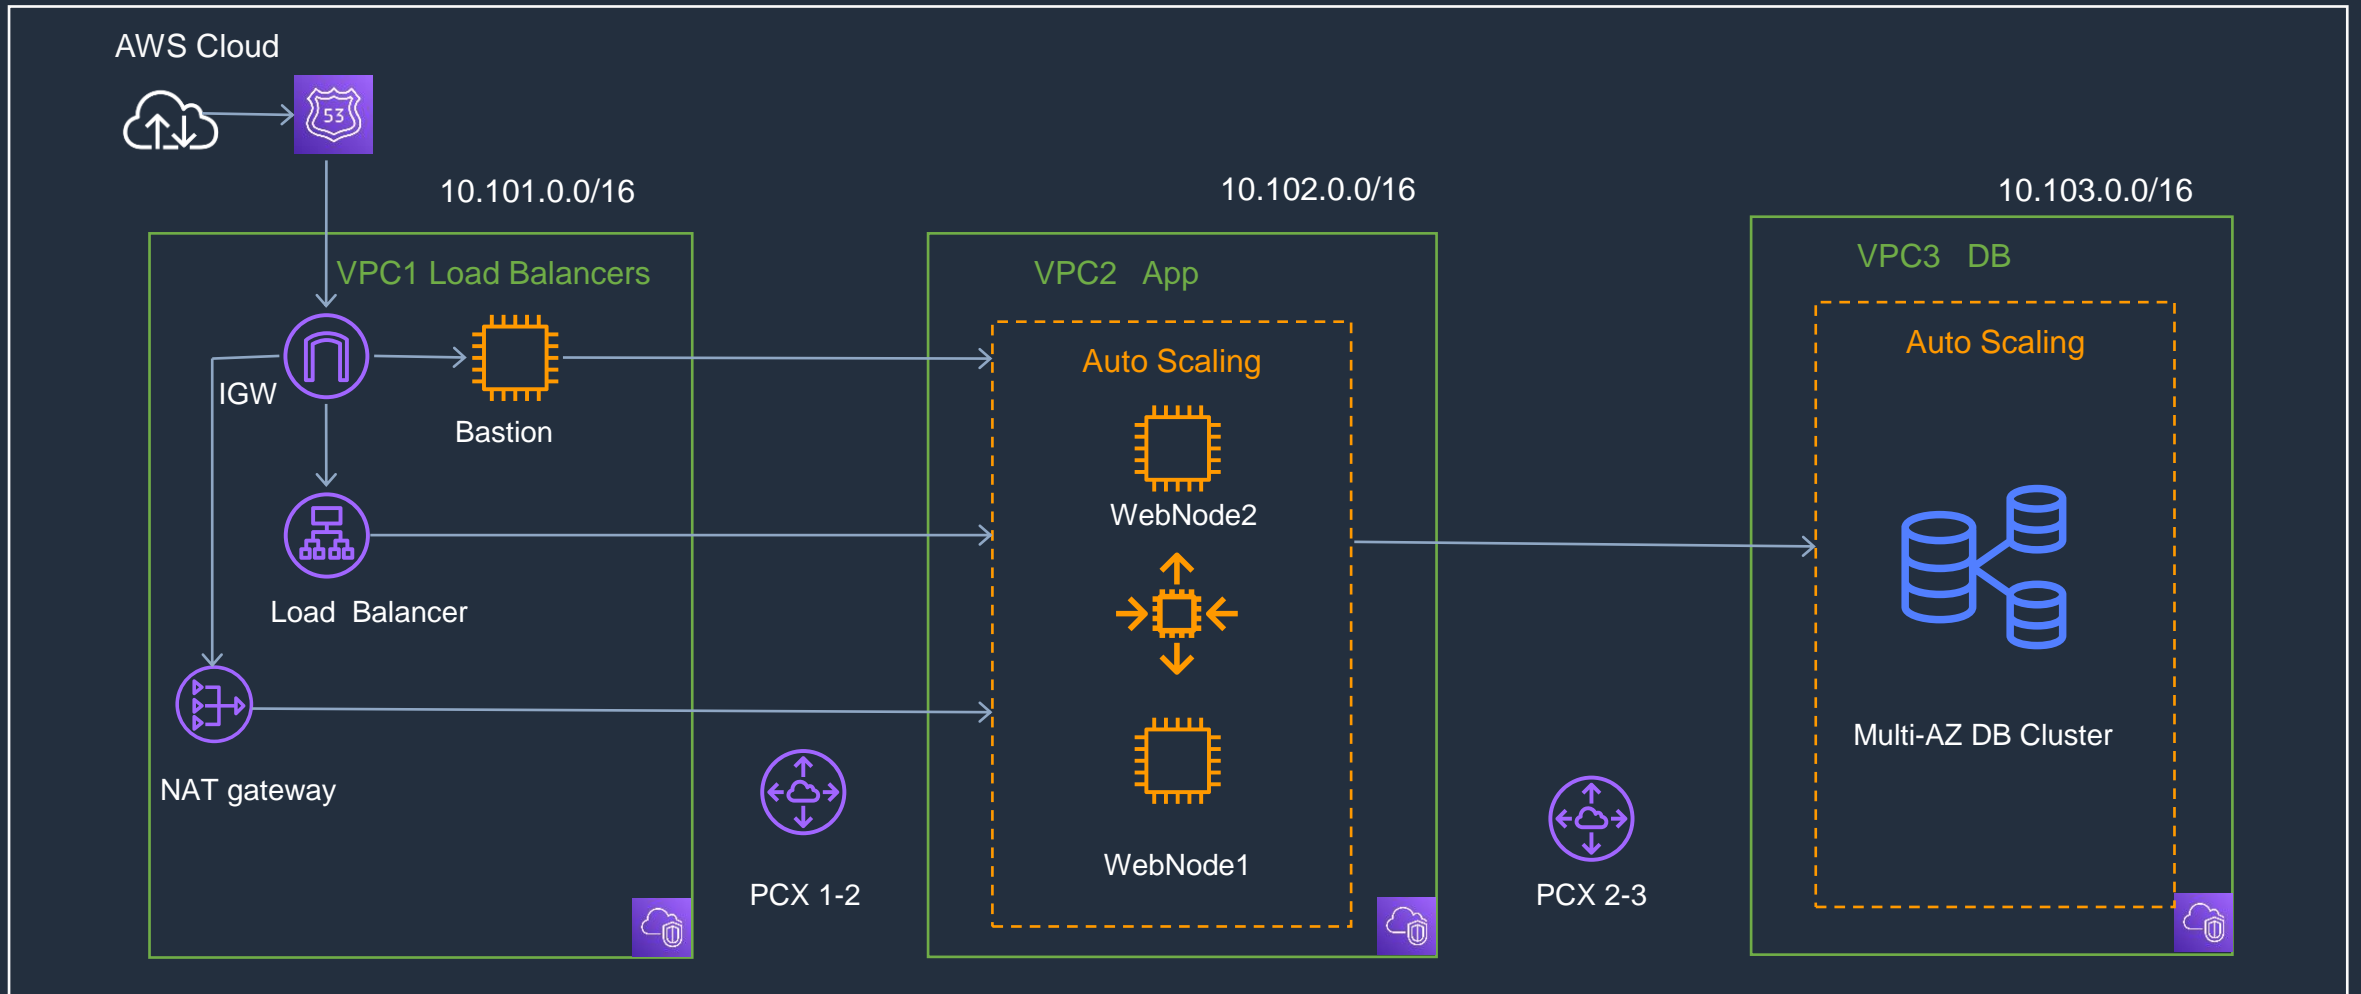 AWS Cloud
53
10.101.0.0/16
10.102.0.0/16
10.103.0.0/16
VPC1 Load Balancers
VPC2 App
VPC3 DB
IGW
Bastion
Load Balancer
NAT gateway
PCX 1-2
Auto Scaling
WebNode2
WebNode1
PCX 2-3
Auto Scaling
Multi-AZ DB Cluster